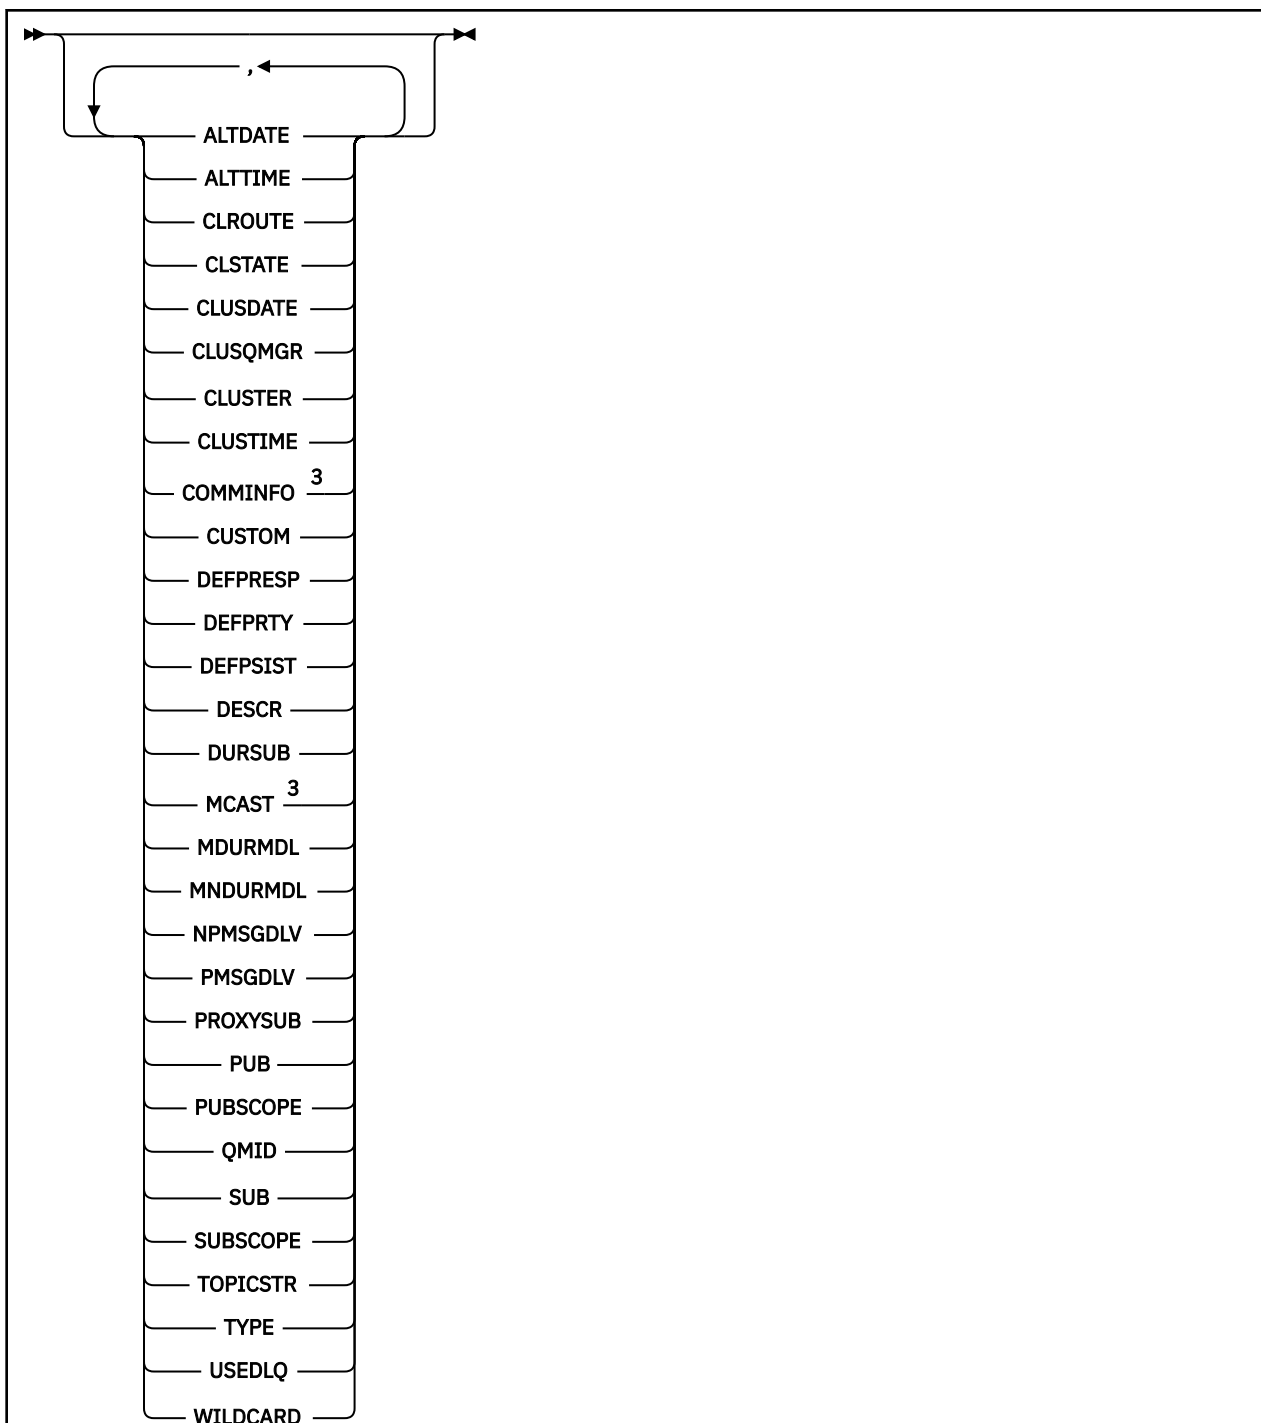 ,
ALTDATE
ALTTIME
CLROUTE
CLSTATE
CLUSDATE
CLUSQMGR
CLUSTER
CLUSTIME
COMMINFO 3
CUSTOM
DEFPRESP
DEFPRTY
DEFPSIST
DESCR
DURSUB
MCAST 3
MDURMDL
MNDURMDL
NPMSGDLV
PMSGDLV
PROXYSUB
PUB
PUBSCOPE
QMID
SUB
SUBSCOPE
TOPICSTR
TYPE
USEDLQ
WILDCARD